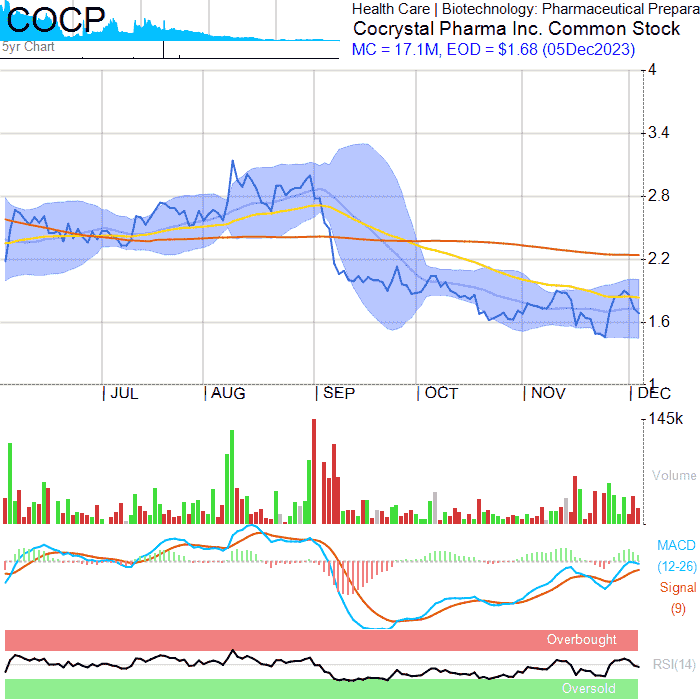 COCP
5yr Chart
Health Care | Biotechnology: Pharmaceutical Prepara
Cocrystal Pharma Inc. Common Stock
MC = 17.1M, EOD = $1.68 (05Dec2023)
4
3.4
2.8
2.2
1.6
1
| JUL | AUG | SEP | OCT | NOV | DEC
145k
Volume
MACD
(12-26)
Signal
(9)
Overbought
RSI(14)
Oversold